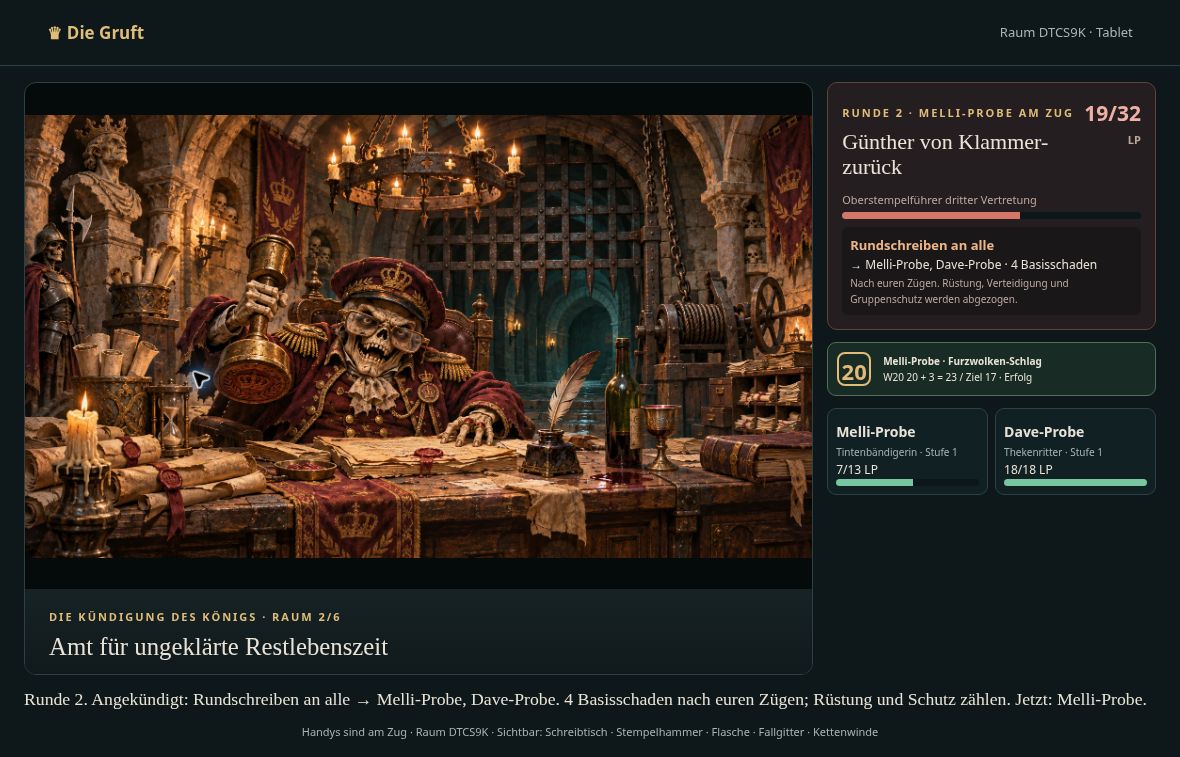 ♛ Die Gruft
Raum DTCS9K · Tablet
DIE KÜNDIGUNG DES KÖNIGS · RAUM 2/6
Amt für ungeklärte Restlebenszeit
RUNDE 2 · MELLI-PROBE AM ZUG
19/32
LP
Günther von Klammer-
zurück
Oberstempelführer dritter Vertretung
Rundschreiben an alle
→ Melli-Probe, Dave-Probe · 4 Basisschaden
Nach euren Zügen. Rüstung, Verteidigung und
Gruppenschutz werden abgezogen.
20
Melli-Probe · Furzwolken-Schlag
W20 20 + 3 = 23 / Ziel 17 · Erfolg
Melli-Probe
Tintenbändigerin · Stufe 1
7/13 LP
Dave-Probe
Thekenritter · Stufe 1
18/18 LP
Runde 2. Angekündigt: Rundschreiben an alle → Melli-Probe, Dave-Probe. 4 Basisschaden nach euren Zügen; Rüstung und Schutz zählen. Jetzt: Melli-Probe.
Handys sind am Zug · Raum DTCS9K · Sichtbar: Schreibtisch · Stempelhammer · Flasche · Fallgitter · Kettenwinde